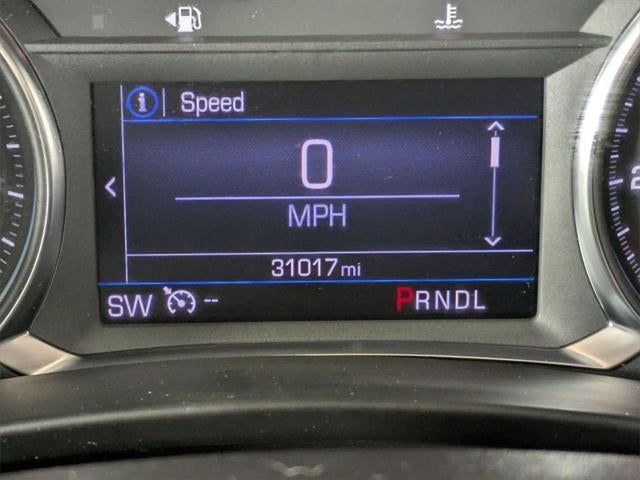 i Speed
0
MPH
31017 mi
SW --
PRNDL